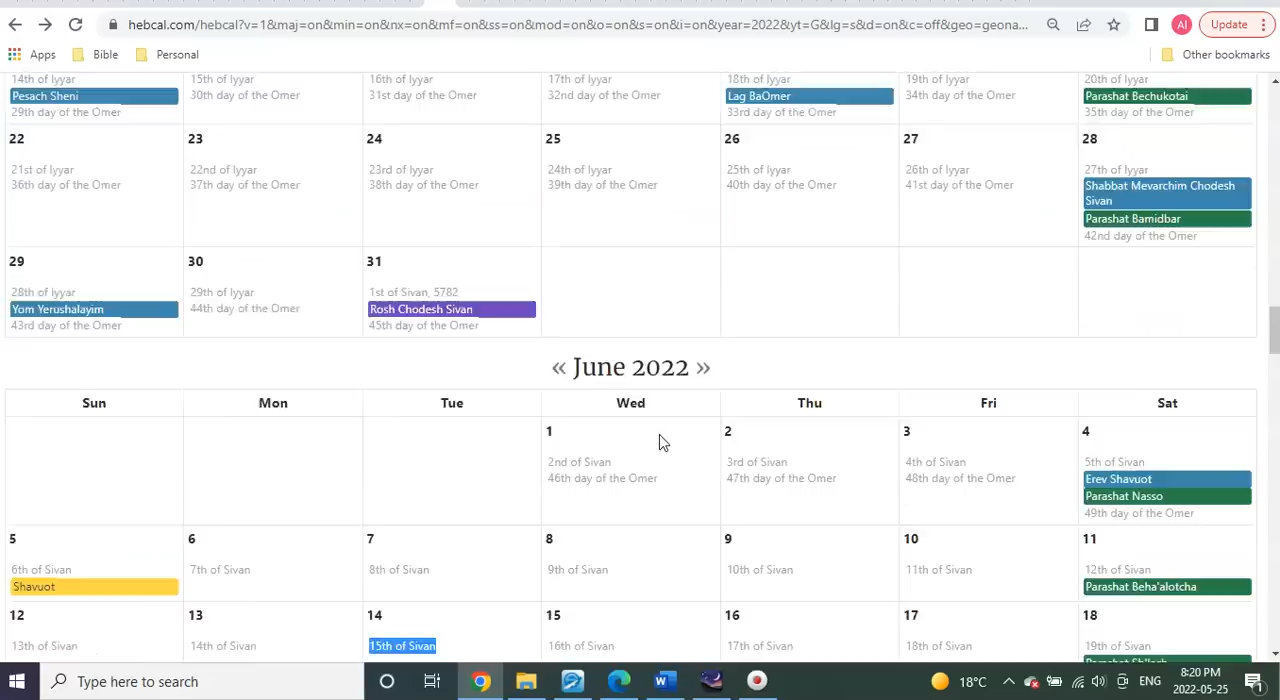 hebcal.com/hebcal?v=1&maj=on&min=on&nx=on&mf=on&ss=on&mod=on&o=on&s=on&i=on&year=2022&yt=G&lg=s&d=on&c=off&geo=geona...
AI
Update
Apps
Bible
Personal
Other bookmarks
14th of Iyyar
Pesach Sheni
29th day of the Omer
15th of Iyyar
30th day of the Omer
16th of Iyyar
31st day of the Omer
17th of Iyyar
32nd day of the Omer
18th of Iyyar
Lag BaOmer
33rd day of the Omer
19th of Iyyar
34th day of the Omer
20th of Iyyar
Parashat Bechukotai
35th day of the Omer
22
21st of Iyyar
36th day of the Omer
23
22nd of Iyyar
37th day of the Omer
24
23rd of Iyyar
38th day of the Omer
25
24th of Iyyar
39th day of the Omer
26
25th of Iyyar
40th day of the Omer
27
26th of Iyyar
41st day of the Omer
28
27th of Iyyar
Shabbat Mevarchim Chodesh
Sivan
Parashat Bamidbar
42nd day of the Omer
29
28th of Iyyar
Yom Yerushalayim
43rd day of the Omer
30
29th of Iyyar
44th day of the Omer
31
1st of Sivan, 5782
Rosh Chodesh Sivan
45th day of the Omer
« June 2022 »
Sun
Mon
Tue
Wed
Thu
Fri
Sat
1
2nd of Sivan
46th day of the Omer
2
3rd of Sivan
47th day of the Omer
3
4th of Sivan
48th day of the Omer
4
5th of Sivan
Erev Shavuot
Parashat Nasso
49th day of the Omer
5
6th of Sivan
Shavuot
6
7th of Sivan
7
8th of Sivan
8
9th of Sivan
9
10th of Sivan
10
11th of Sivan
11
12th of Sivan
Parashat Beha'alotcha
12
13th of Sivan
13
14th of Sivan
14
15th of Sivan
15
16th of Sivan
16
17th of Sivan
17
18th of Sivan
18
19th of Sivan
Parashat Sh'lach
Type here to search
18°C
ENG
8:20 PM
2022-05-25
1